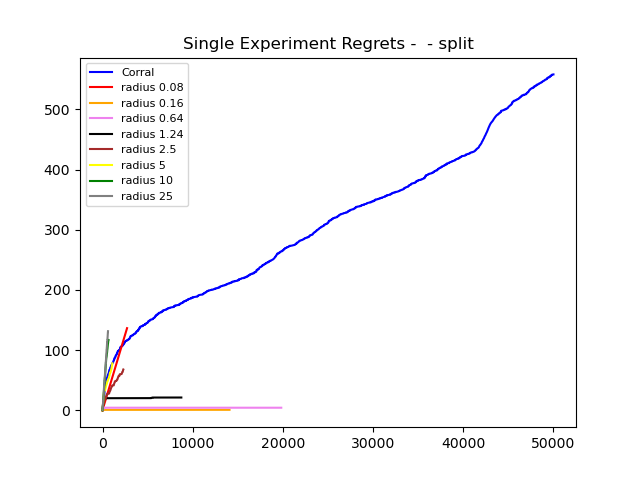 Single Experiment Regrets -  - split
Corral
radius 0.08
radius 0.16
radius 0.64
radius 1.24
radius 2.5
radius 5
radius 10
radius 25
500
400
300
200
100
0
0 10000 20000 30000 40000 50000